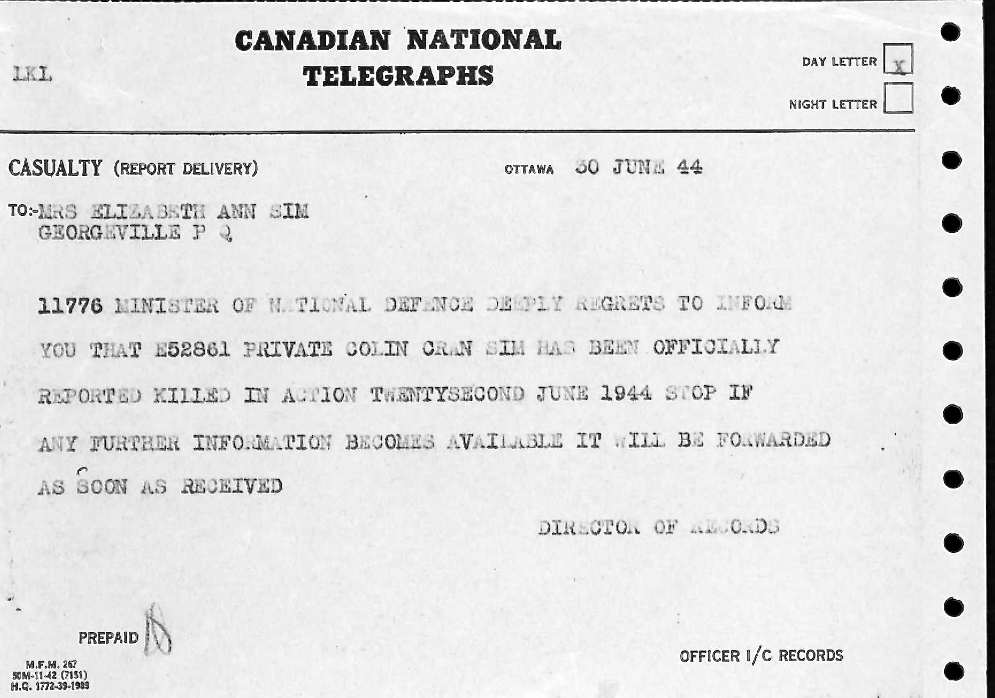 CANADIAN NATIONAL
TELEGRAPHS
LKL
DAY LETTER X
NIGHT LETTER
CASUALTY (REPORT DELIVERY)
OTTAWA 30 JUNE 44
TO:-MRS ELIZABETH ANN SIM
GEORGEVILLE P Q
11776 MINISTER OF NATIONAL DEFENCE DEEPLY REGRETS TO INFORM
YOU THAT E52861 PRIVATE COLIN CRAN SIM HAS BEEN OFFICIALLY
REPORTED KILLED IN ACTION TWENTYSECOND JUNE 1944 STOP IF
ANY FURTHER INFORMATION BECOMES AVAILABLE IT WILL BE FORWARDED
AS SOON AS RECEIVED
DIRECTOR OF RECORDS
PREPAID
OFFICER I/C RECORDS
M.F.M. 267
50M-11-42 (7151)
H.Q. 1772-39-1989